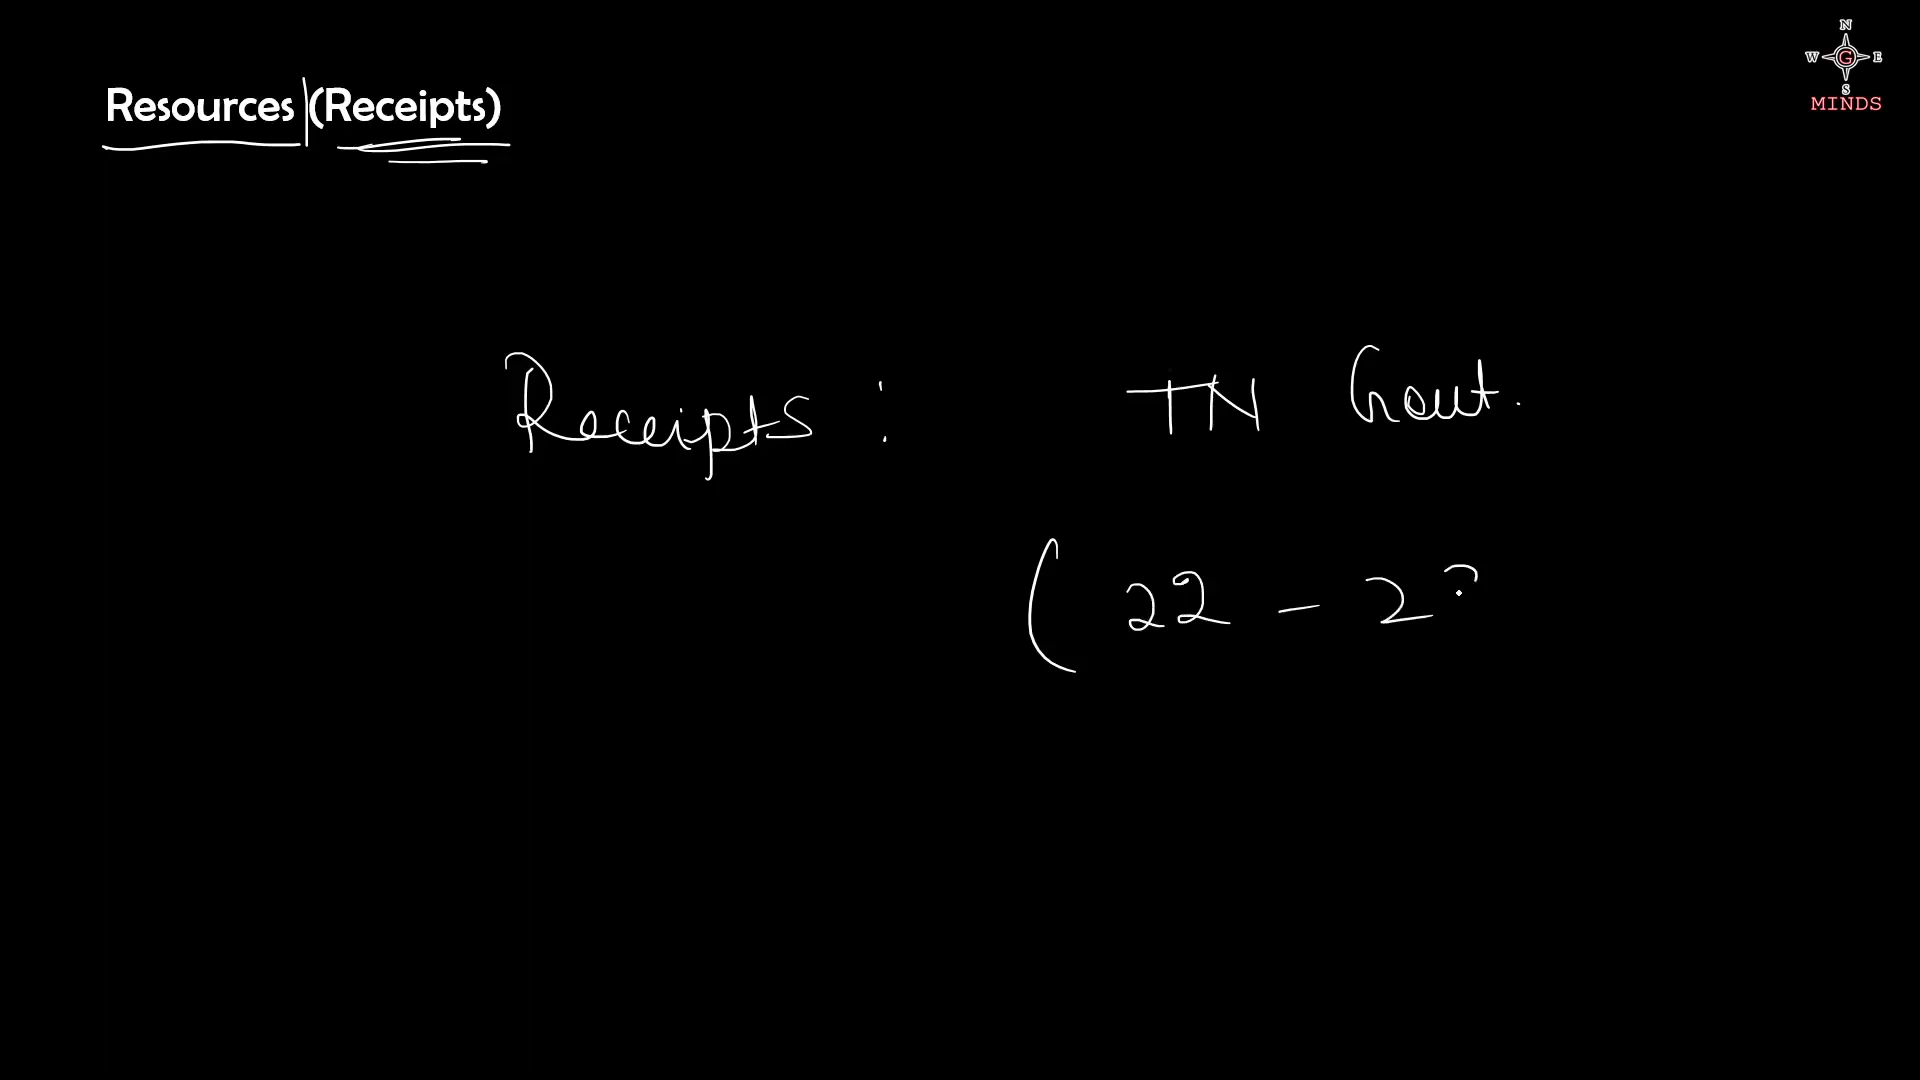 Resources (Receipts)
N
W G E
S
MINDS
Receipts : TN Govt.
( 22 - 2